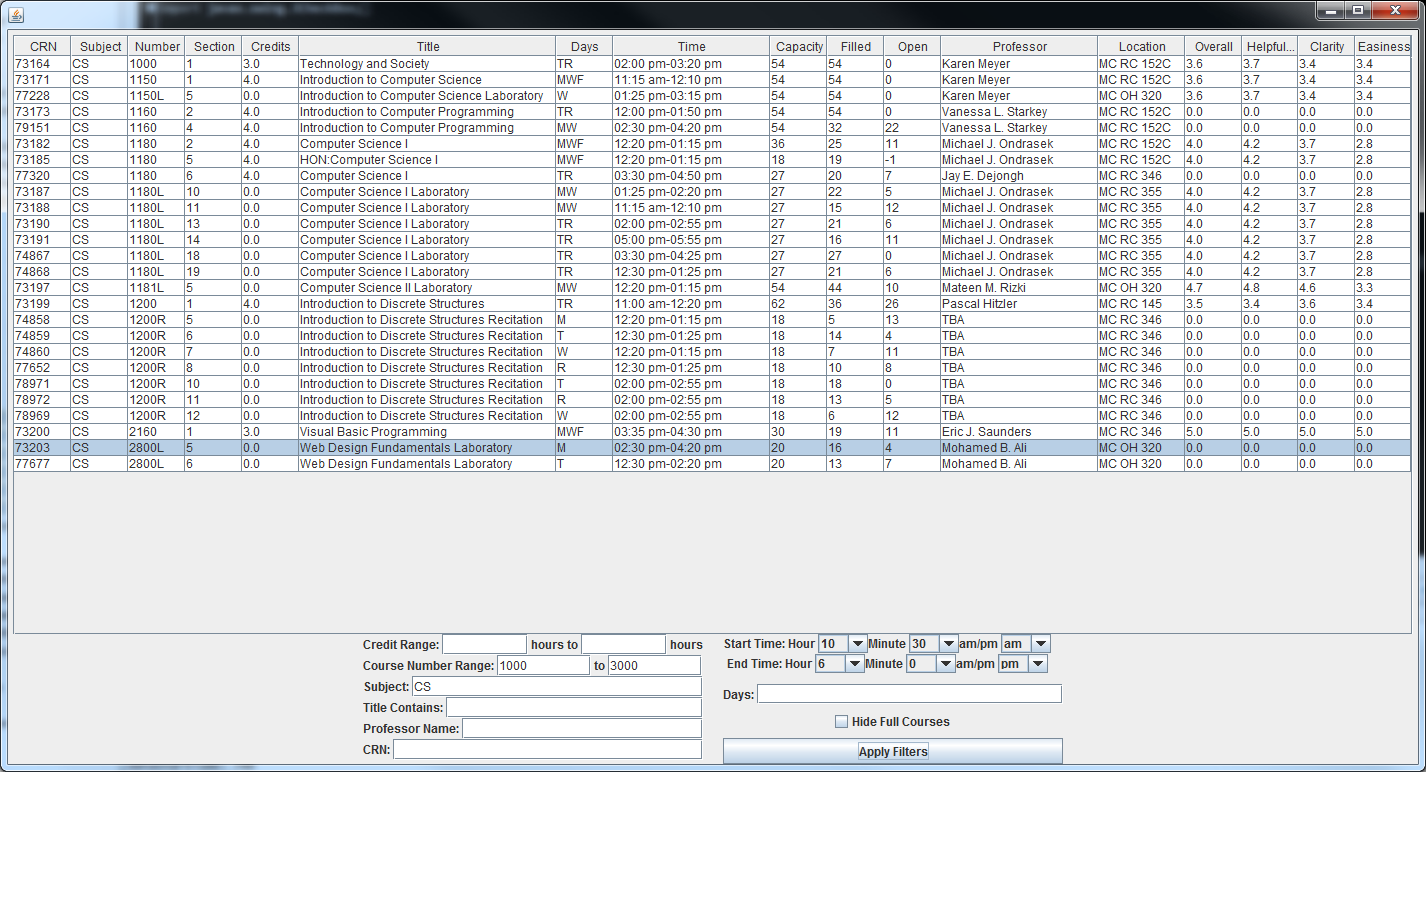 CRN Subject Number Section Credits Title Days Time Capacity Filled Open Professor Location Overall Helpful... Clarity Easiness
73164 CS 1000 1 3.0 Technology and Society TR 02:00 pm-03:20 pm 54 54 0 Karen Meyer MC RC 152C 3.6 3.7 3.4 3.4
73171 CS 1150 1 4.0 Introduction to Computer Science MWF 11:15 am-12:10 pm 54 54 0 Karen Meyer MC RC 152C 3.6 3.7 3.4 3.4
77228 CS 1150L 5 0.0 Introduction to Computer Science Laboratory W 01:25 pm-03:15 pm 54 54 0 Karen Meyer MC OH 320 3.6 3.7 3.4 3.4
73173 CS 1160 2 4.0 Introduction to Computer Programming TR 12:00 pm-01:50 pm 54 54 0 Vanessa L. Starkey MC RC 152C 0.0 0.0 0.0 0.0
79151 CS 1160 4 4.0 Introduction to Computer Programming MW 02:30 pm-04:20 pm 54 32 22 Vanessa L. Starkey MC RC 152C 0.0 0.0 0.0 0.0
73182 CS 1180 2 4.0 Computer Science I MWF 12:20 pm-01:15 pm 36 25 11 Michael J. Ondrasek MC RC 152C 4.0 4.2 3.7 2.8
73185 CS 1180 5 4.0 HON:Computer Science I MWF 12:20 pm-01:15 pm 18 19 -1 Michael J. Ondrasek MC RC 152C 4.0 4.2 3.7 2.8
77320 CS 1180 6 4.0 Computer Science I TR 03:30 pm-04:50 pm 27 20 7 Jay E. Dejongh MC RC 346 0.0 0.0 0.0 0.0
73187 CS 1180L 10 0.0 Computer Science I Laboratory MW 01:25 pm-02:20 pm 27 22 5 Michael J. Ondrasek MC RC 355 4.0 4.2 3.7 2.8
73188 CS 1180L 11 0.0 Computer Science I Laboratory MW 11:15 am-12:10 pm 27 15 12 Michael J. Ondrasek MC RC 355 4.0 4.2 3.7 2.8
73190 CS 1180L 13 0.0 Computer Science I Laboratory TR 02:00 pm-02:55 pm 27 21 6 Michael J. Ondrasek MC RC 355 4.0 4.2 3.7 2.8
73191 CS 1180L 14 0.0 Computer Science I Laboratory TR 05:00 pm-05:55 pm 27 16 11 Michael J. Ondrasek MC RC 355 4.0 4.2 3.7 2.8
74867 CS 1180L 18 0.0 Computer Science I Laboratory TR 03:30 pm-04:25 pm 27 27 0 Michael J. Ondrasek MC RC 355 4.0 4.2 3.7 2.8
74868 CS 1180L 19 0.0 Computer Science I Laboratory TR 12:30 pm-01:25 pm 27 21 6 Michael J. Ondrasek MC RC 355 4.0 4.2 3.7 2.8
73197 CS 1181L 5 0.0 Computer Science II Laboratory MW 12:20 pm-01:15 pm 54 44 10 Mateen M. Rizki MC OH 320 4.7 4.8 4.6 3.3
73199 CS 1200 1 4.0 Introduction to Discrete Structures TR 11:00 am-12:20 pm 62 36 26 Pascal Hitzler MC RC 145 3.5 3.4 3.6 3.4
74858 CS 1200R 5 0.0 Introduction to Discrete Structures Recitation M 12:20 pm-01:15 pm 18 5 13 TBA MC RC 346 0.0 0.0 0.0 0.0
74859 CS 1200R 6 0.0 Introduction to Discrete Structures Recitation T 12:30 pm-01:25 pm 18 14 4 TBA MC RC 346 0.0 0.0 0.0 0.0
74860 CS 1200R 7 0.0 Introduction to Discrete Structures Recitation W 12:20 pm-01:15 pm 18 7 11 TBA MC RC 346 0.0 0.0 0.0 0.0
77652 CS 1200R 8 0.0 Introduction to Discrete Structures Recitation R 12:30 pm-01:25 pm 18 10 8 TBA MC RC 346 0.0 0.0 0.0 0.0
78971 CS 1200R 10 0.0 Introduction to Discrete Structures Recitation T 02:00 pm-02:55 pm 18 18 0 TBA MC RC 346 0.0 0.0 0.0 0.0
78972 CS 1200R 11 0.0 Introduction to Discrete Structures Recitation R 02:00 pm-02:55 pm 18 13 5 TBA MC RC 346 0.0 0.0 0.0 0.0
78969 CS 1200R 12 0.0 Introduction to Discrete Structures Recitation W 02:00 pm-02:55 pm 18 6 12 TBA MC RC 346 0.0 0.0 0.0 0.0
73200 CS 2160 1 3.0 Visual Basic Programming MWF 03:35 pm-04:30 pm 30 19 11 Eric J. Saunders MC RC 346 5.0 5.0 5.0 5.0
73203 CS 2800L 5 0.0 Web Design Fundamentals Laboratory M 02:30 pm-04:20 pm 20 16 4 Mohamed B. Ali MC OH 320 0.0 0.0 0.0 0.0
77677 CS 2800L 6 0.0 Web Design Fundamentals Laboratory T 12:30 pm-02:20 pm 20 13 7 Mohamed B. Ali MC OH 320 0.0 0.0 0.0 0.0
Credit Range: hours to hours
Course Number Range: 1000 to 3000
Subject: CS
Title Contains:
Professor Name:
CRN:
Start Time: Hour 10 Minute 30 am/pm am
End Time: Hour 6 Minute 0 am/pm pm
Days:
Hide Full Courses
Apply Filters